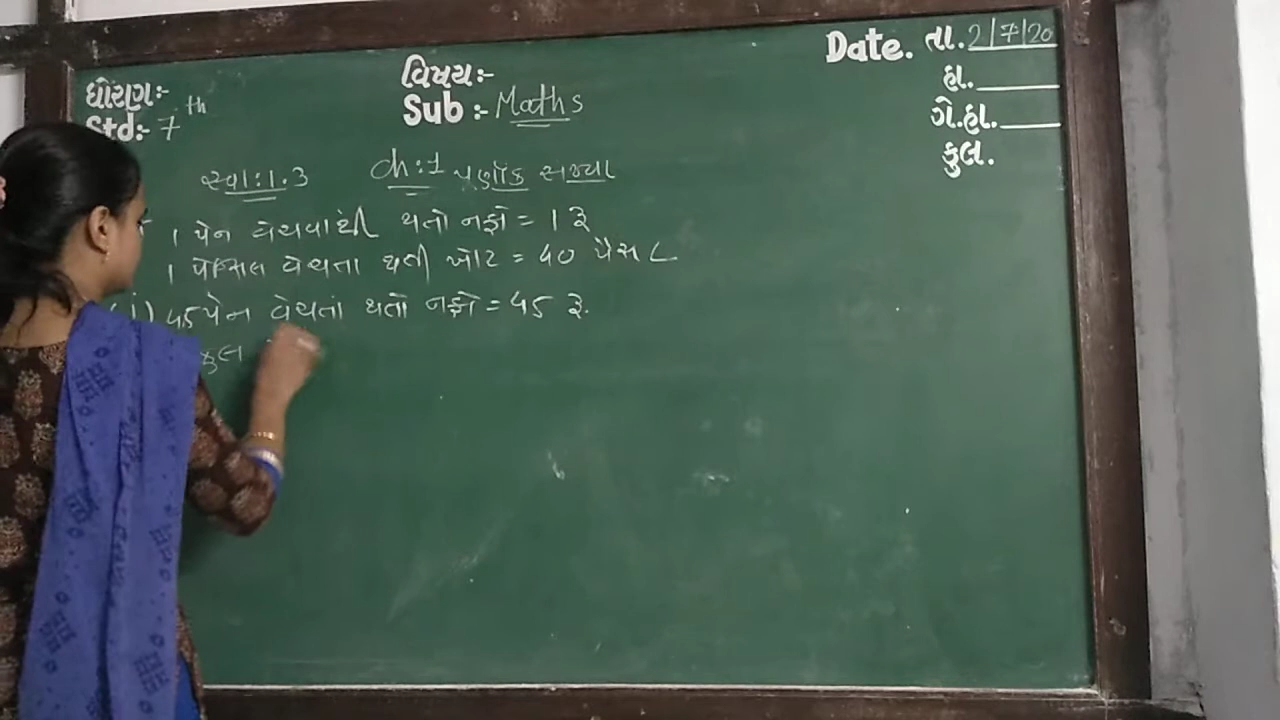 ધોરણ:-
Std:- 7th
વિષય:-
Sub:- Maths
Date. તા. 2/7/20
હા.
ગે.હા.
કુલ.
સ્વા:1.3 ch:1 પૂર્ણાંક સંખ્યા
1 પેન વેચવાથી થતો નફો = 1 રૂ
1 પેન્સિલ વેચતા થતી ખોટ = 40 પૈસા
(i) 45 પેન વેચતાં થતો નફો = 45 રૂ.
કુલ